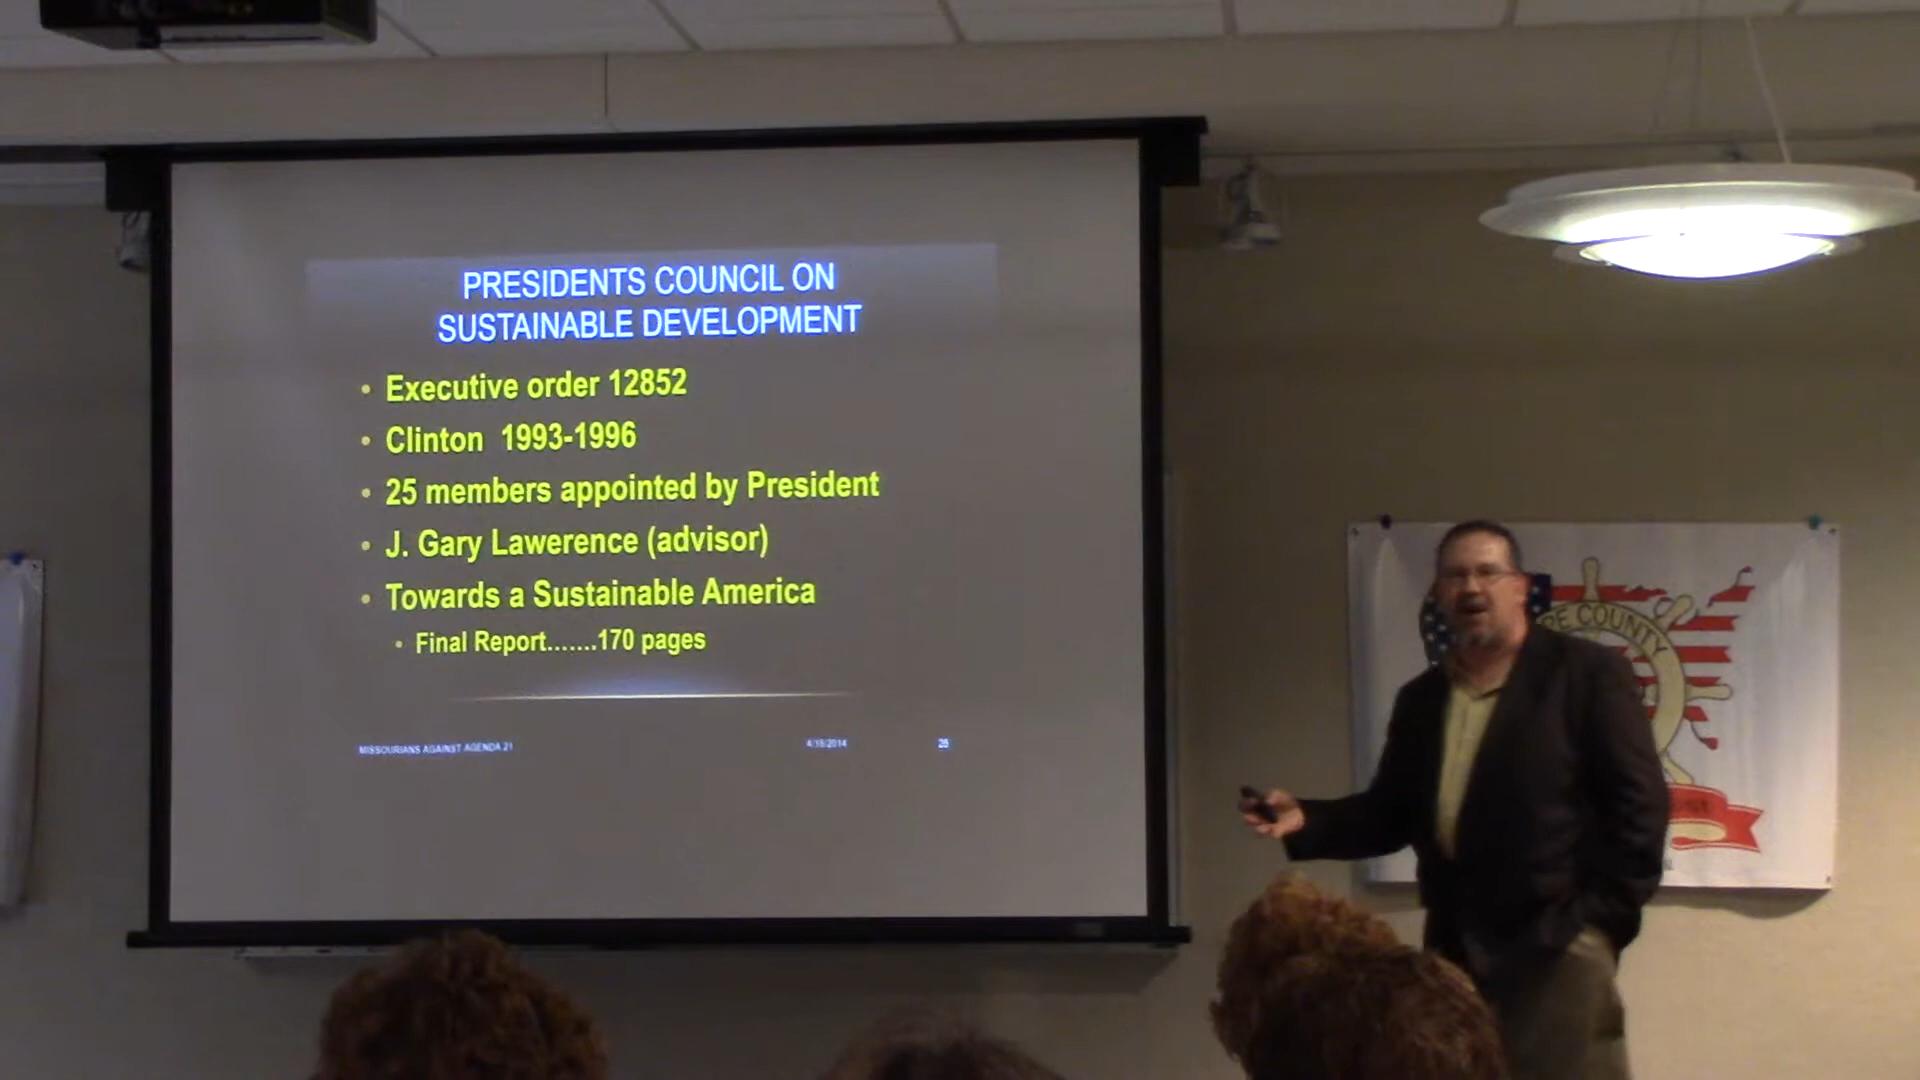 PRESIDENTS COUNCIL ON
SUSTAINABLE DEVELOPMENT
• Executive order 12852
• Clinton 1993-1996
• 25 members appointed by President
• J. Gary Lawerence (advisor)
• Towards a Sustainable America
• Final Report.......170 pages
MISSOURIANS AGAINST AGENDA 21
COUNTY